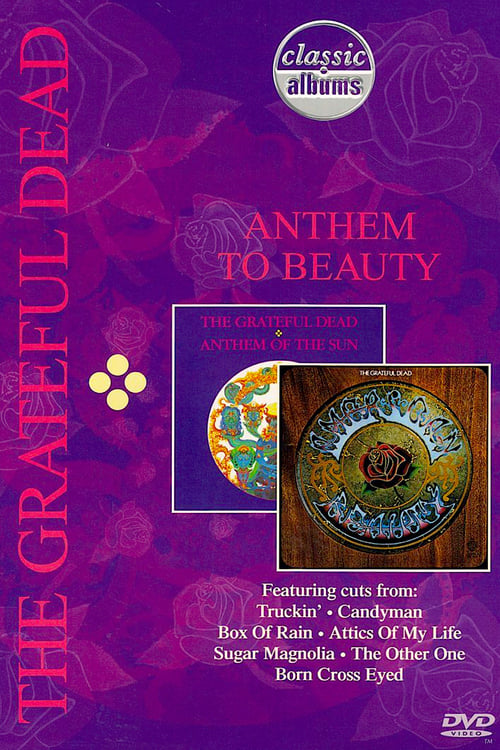 classic
albums
THE GRATEFUL DEAD
ANTHEM
TO BEAUTY
THE GRATEFUL DEAD
ANTHEM OF THE SUN
THE GRATEFUL DEAD
AMERICAN
BEAUTY
Featuring cuts from:
Truckin' • Candyman
Box Of Rain • Attics Of My Life
Sugar Magnolia • The Other One
Born Cross Eyed
DVD
VIDEO
TM